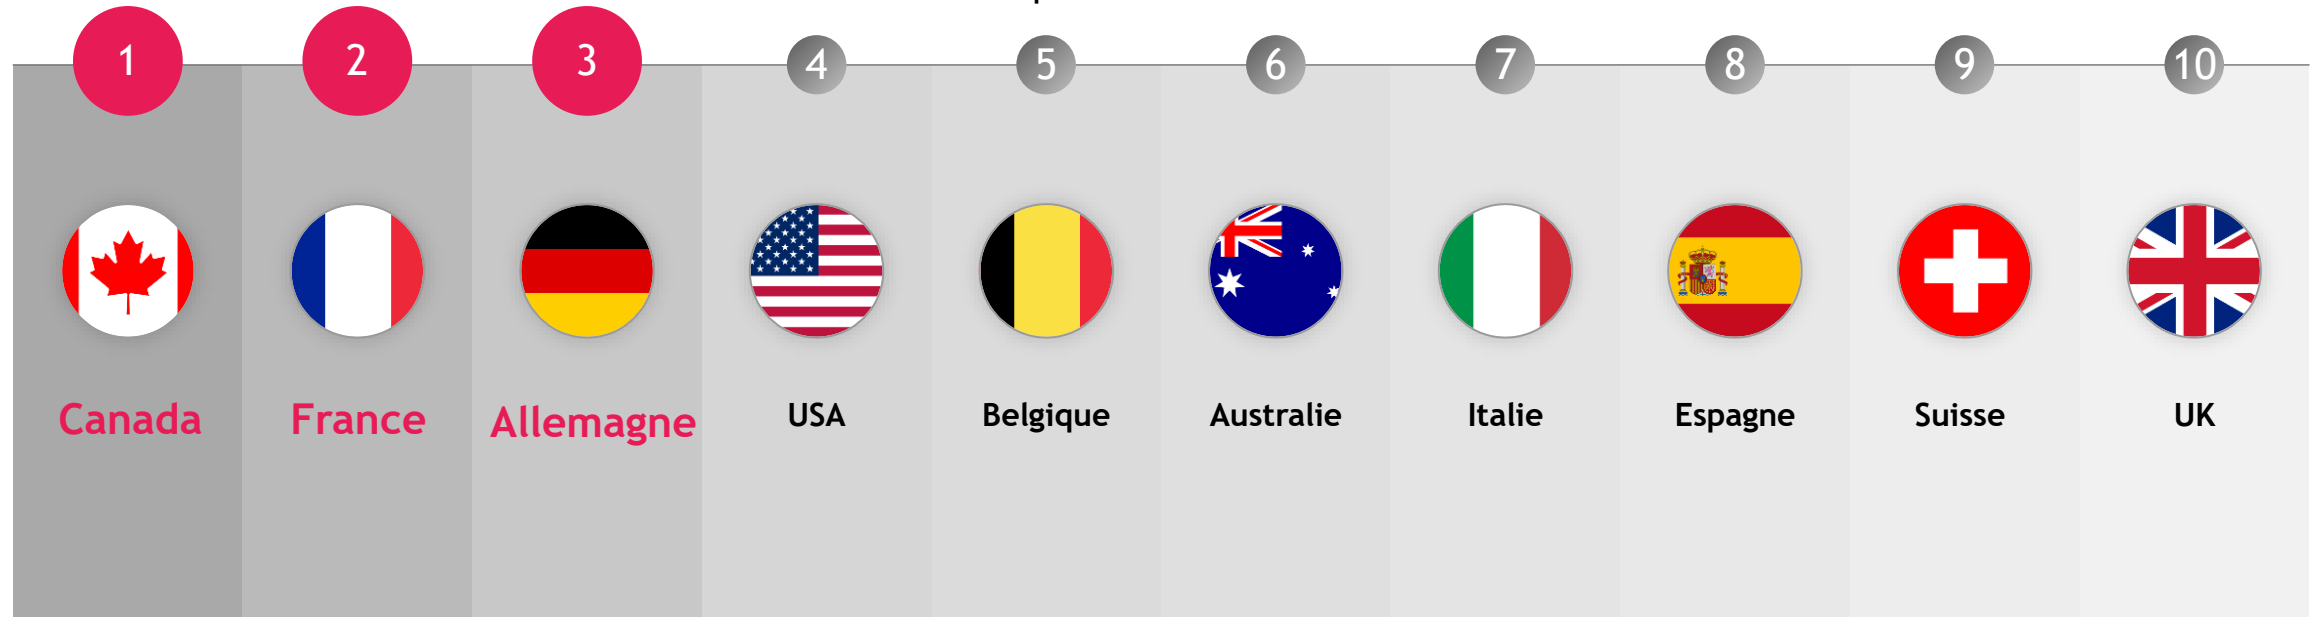 1 2 3 4 5 6 7 8 9 10
Canada France Allemagne USA Belgique Australie Italie Espagne Suisse UK